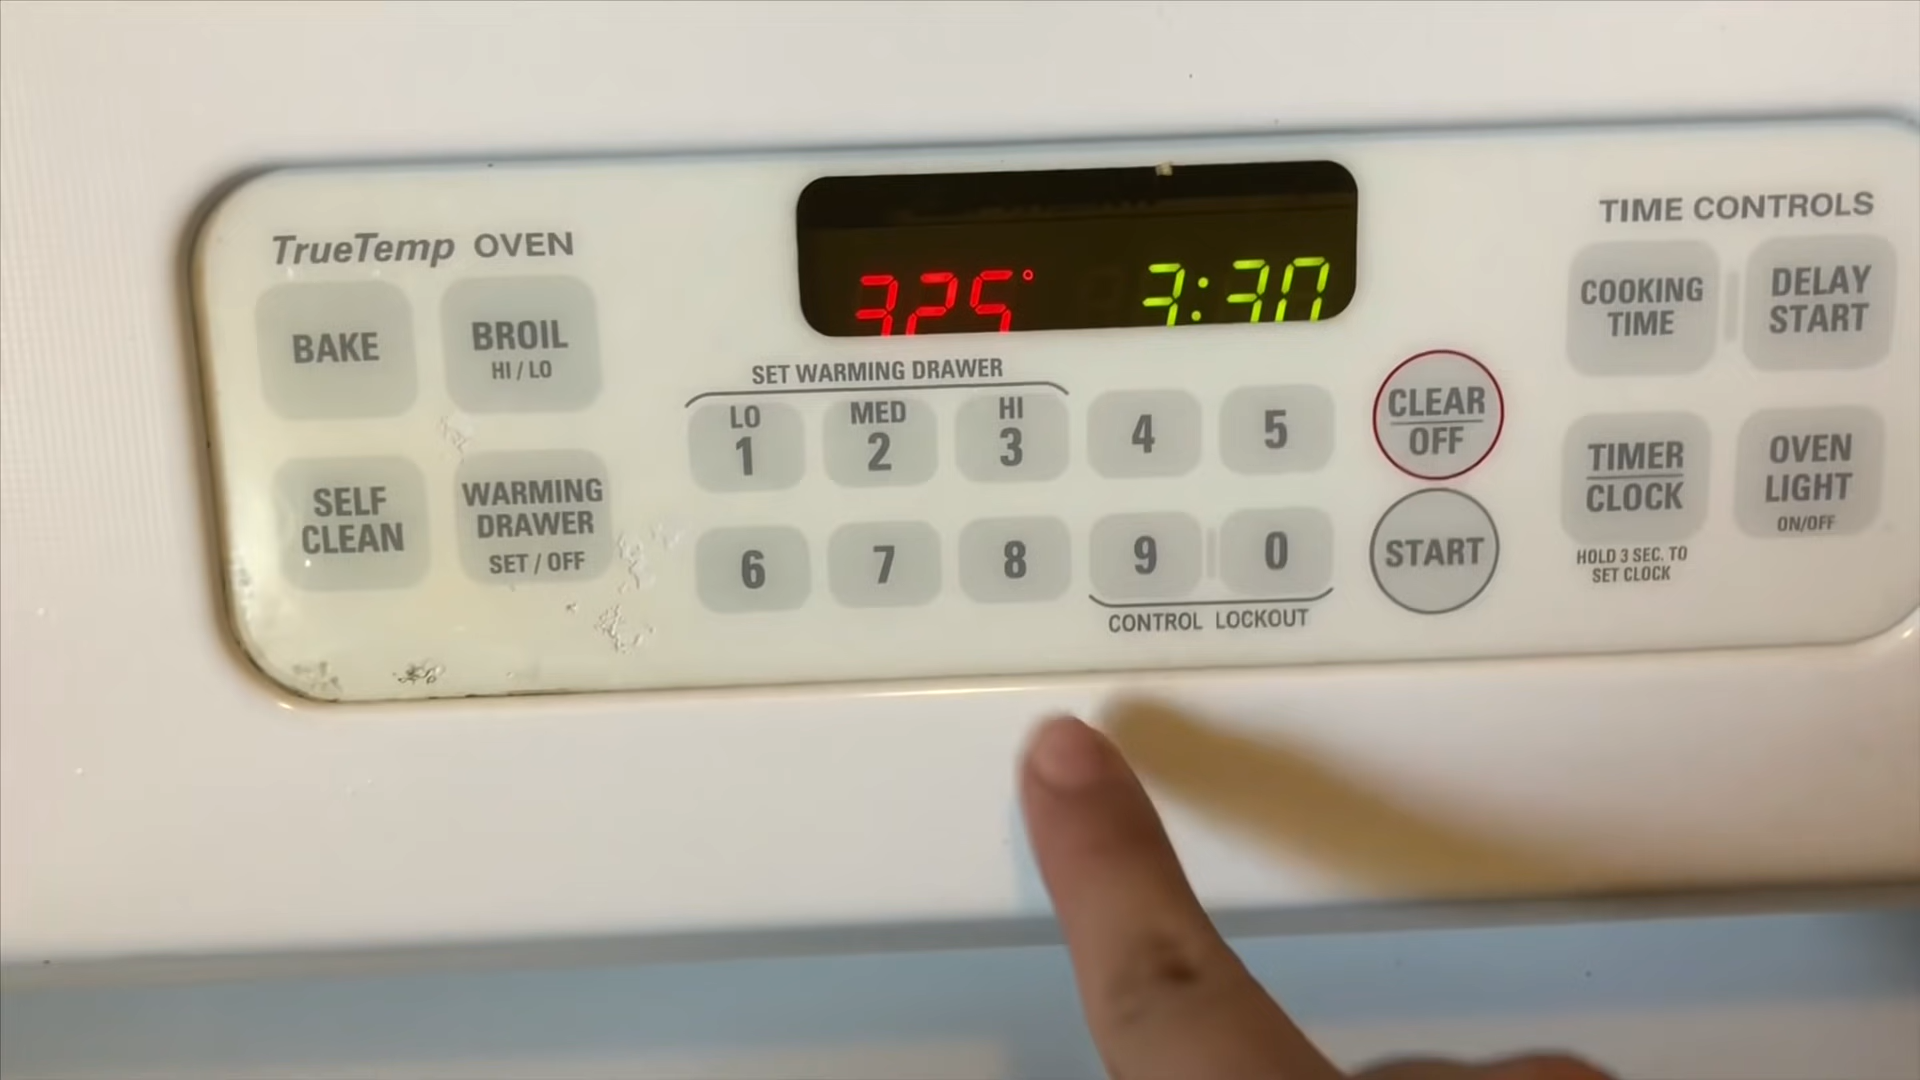 TrueTemp OVEN
BAKE
BROIL
HI / LO
SELF
CLEAN
WARMING
DRAWER
SET / OFF
325° 3:30
SET WARMING DRAWER
LO
1
MED
2
HI
3
4
5
6
7
8
9
0
CONTROL LOCKOUT
CLEAR
OFF
START
TIME CONTROLS
COOKING
TIME
DELAY
START
TIMER
CLOCK
HOLD 3 SEC. TO
SET CLOCK
OVEN
LIGHT
ON/OFF